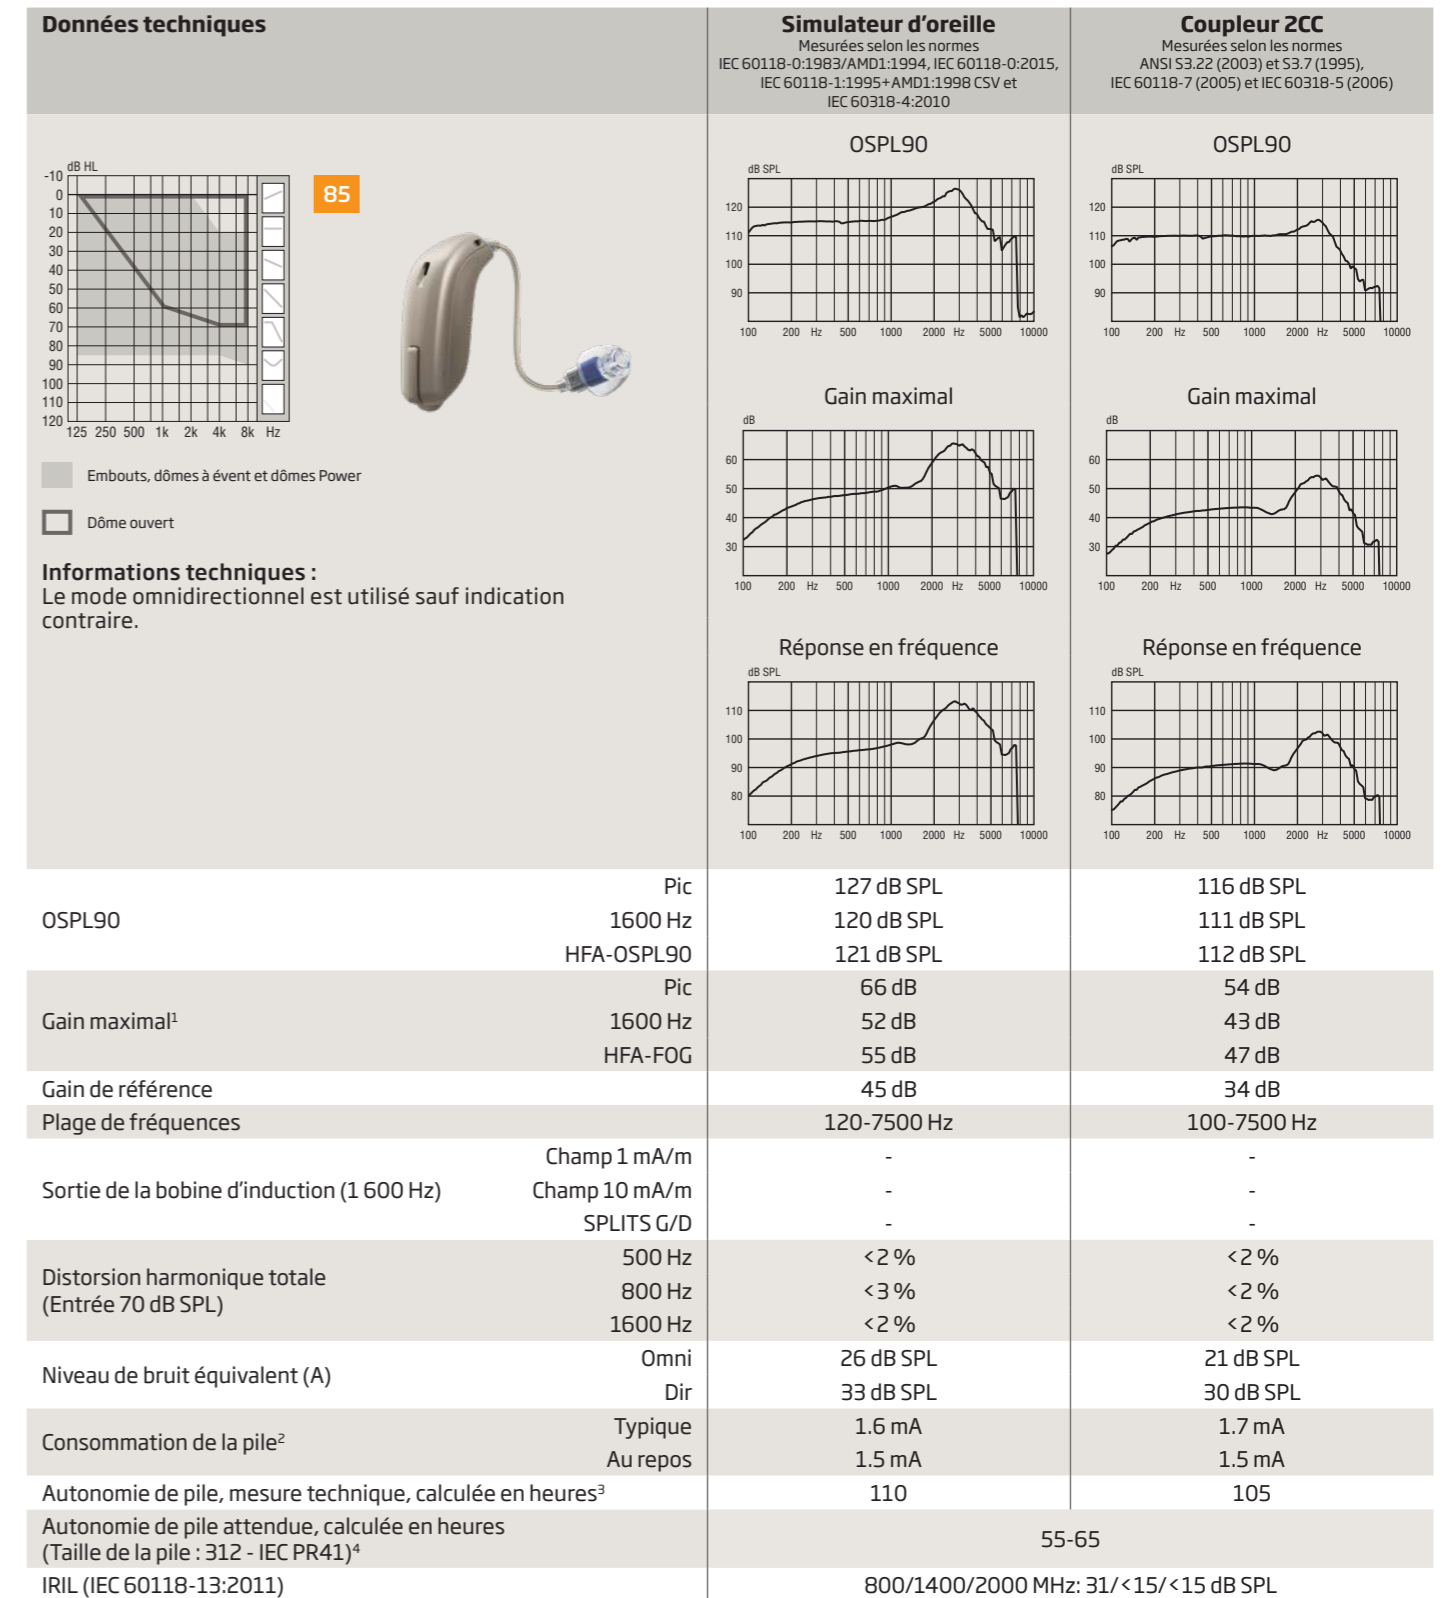 Données techniques
Simulateur d'oreille
Mesurées selon les normes
IEC 60118-0:1983/AMD1:1994, IEC 60118-0:2015,
IEC 60118-1:1995+AMD1:1998 CSV et
IEC 60318-4:2010
Coupleur 2CC
Mesurées selon les normes
ANSI S3.22 (2003) et S3.7 (1995),
IEC 60118-7 (2005) et IEC 60318-5 (2006)
dB HL
-10
0
10
20
30
40
50
60
70
80
90
100
110
120
125 250 500 1k 2k 4k 8k Hz
85
Embouts, dômes à évent et dômes Power
Dôme ouvert
Informations techniques :
Le mode omnidirectionnel est utilisé sauf indication
contraire.
OSPL90
dB SPL
120
110
100
90
100 200 Hz 500 1000 2000 Hz 5000 10000
OSPL90
dB SPL
120
110
100
90
100 200 Hz 500 1000 2000 Hz 5000 10000
Gain maximal
dB
60
50
40
30
100 200 Hz 500 1000 2000 Hz 5000 10000
Gain maximal
dB
60
50
40
30
100 200 Hz 500 1000 2000 Hz 5000 10000
Réponse en fréquence
dB SPL
110
100
90
80
100 200 Hz 500 1000 2000 Hz 5000 10000
Réponse en fréquence
dB SPL
110
100
90
80
100 200 Hz 500 1000 2000 Hz 5000 10000
OSPL90
Pic 127 dB SPL 116 dB SPL
1600 Hz 120 dB SPL 111 dB SPL
HFA-OSPL90 121 dB SPL 112 dB SPL
Gain maximal¹
Pic 66 dB 54 dB
1600 Hz 52 dB 43 dB
HFA-FOG 55 dB 47 dB
Gain de référence 45 dB 34 dB
Plage de fréquences 120-7500 Hz 100-7500 Hz
Sortie de la bobine d'induction (1 600 Hz)
Champ 1 mA/m - -
Champ 10 mA/m - -
SPLITS G/D - -
Distorsion harmonique totale
(Entrée 70 dB SPL)
500 Hz <2 % <2 %
800 Hz <3 % <2 %
1600 Hz <2 % <2 %
Niveau de bruit équivalent (A)
Omni 26 dB SPL 21 dB SPL
Dir 33 dB SPL 30 dB SPL
Consommation de la pile²
Typique 1.6 mA 1.7 mA
Au repos 1.5 mA 1.5 mA
Autonomie de pile, mesure technique, calculée en heures³ 110 105
Autonomie de pile attendue, calculée en heures
(Taille de la pile : 312 - IEC PR41)⁴ 55-65
IRIL (IEC 60118-13:2011) 800/1400/2000 MHz: 31/<15/<15 dB SPL